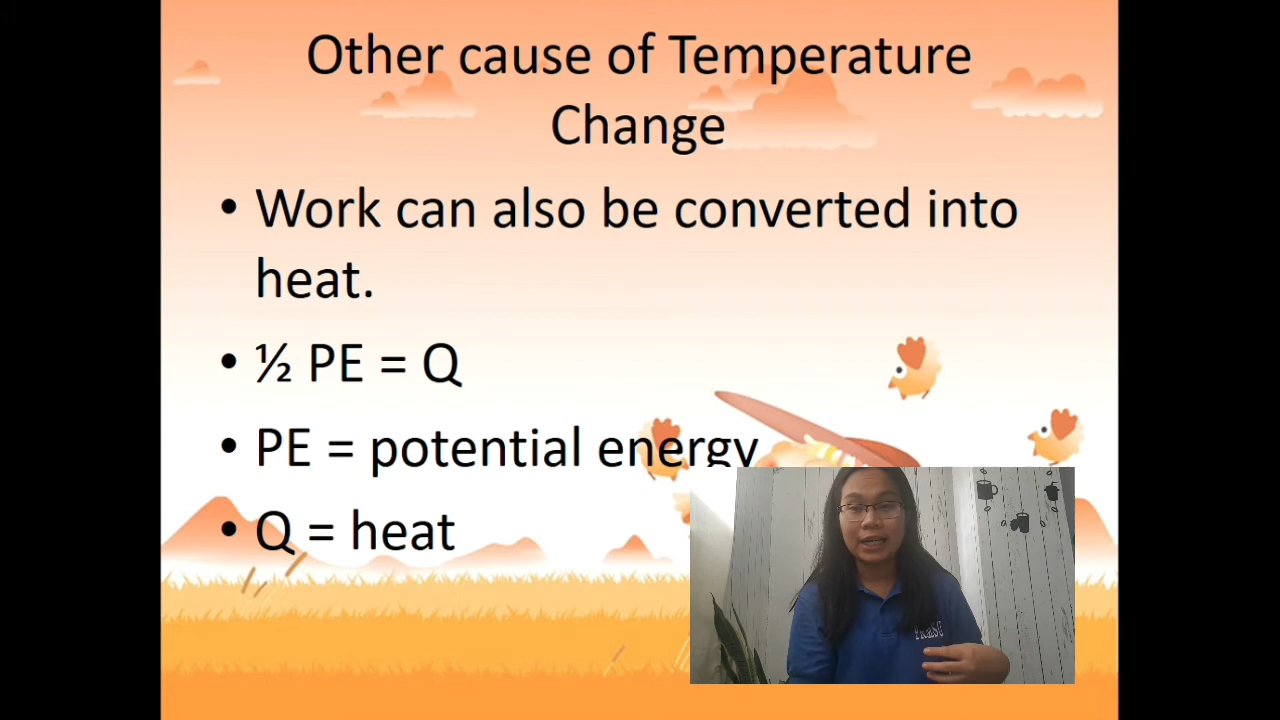 Other cause of Temperature
Change
• Work can also be converted into
heat.
• ½ PE = Q
• PE = potential energy
• Q = heat